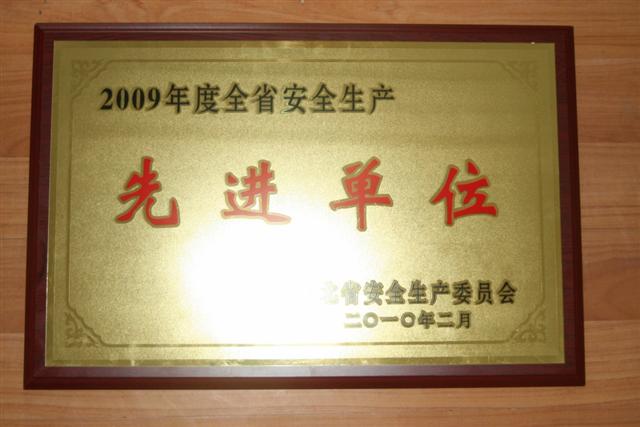 2009年度全省安全生产
先进单位
北省安全生产委员会
二〇一〇年二月